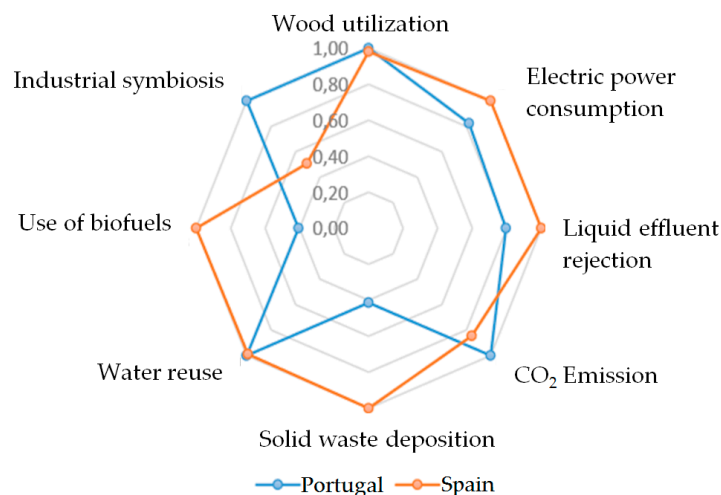 Wood utilization
1,00
0,80
0,60
0,40
0,20
0,00
Electric power
consumption
Liquid effluent
rejection
CO₂ Emission
Solid waste deposition
Water reuse
Use of biofuels
Industrial symbiosis
Portugal
Spain